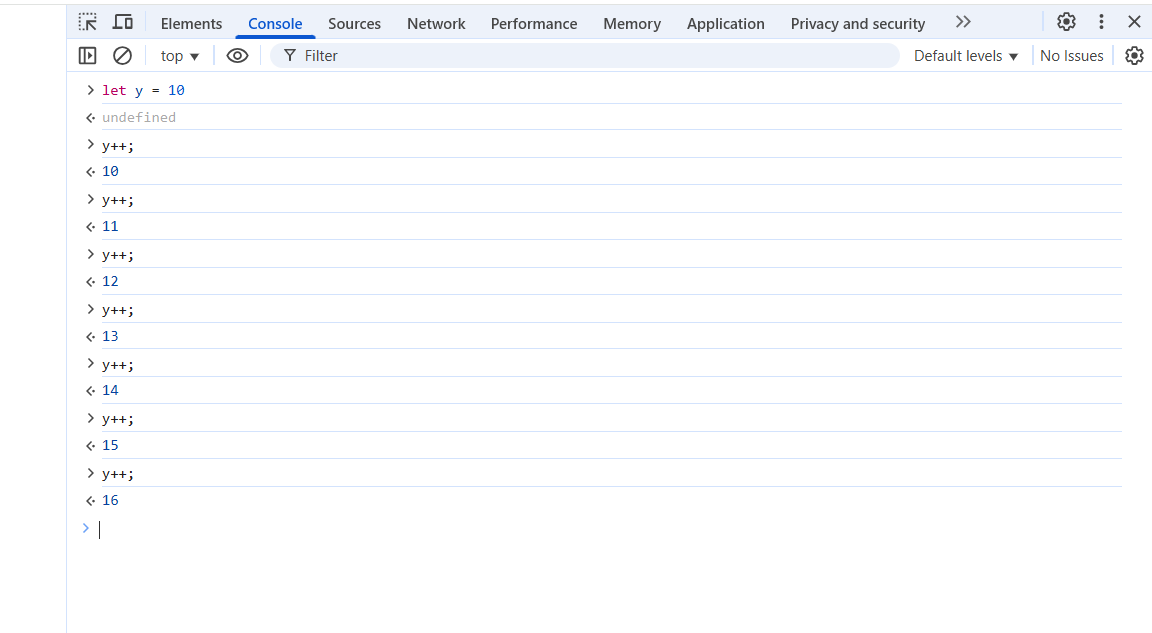 Elements Console Sources Network Performance Memory Application Privacy and security
top Filter Default levels No Issues
let y = 10
undefined
y++;
10
y++;
11
y++;
12
y++;
13
y++;
14
y++;
15
y++;
16